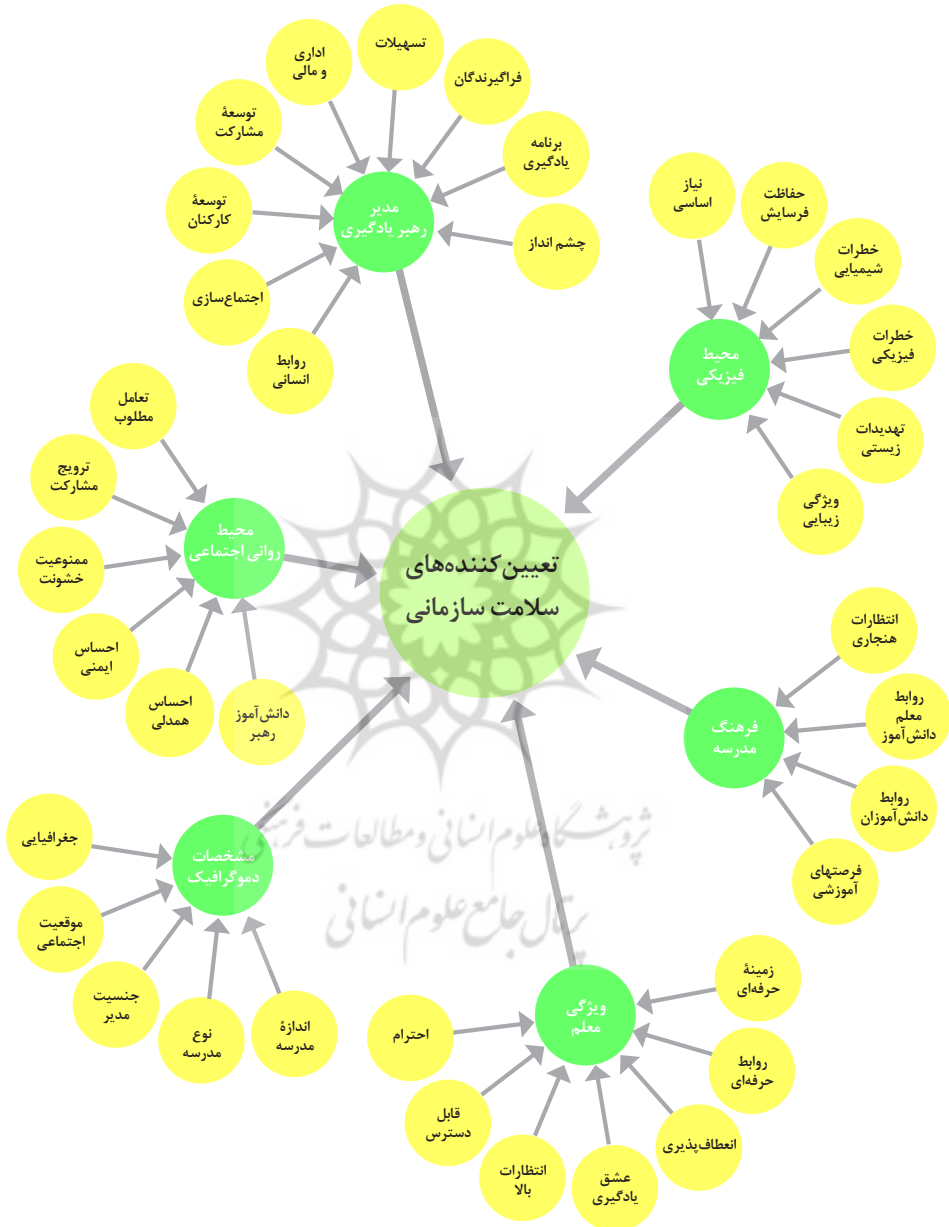 تسهیلات
اداری
و مالی
فراگیرندگان
توسعهٔ
مشارکت
برنامه
یادگیری
توسعهٔ
کارکنان
مدیر
رهبر یادگیری
چشم انداز
اجتماع‌سازی
روابط
انسانی
نیاز
اساسی
حفاظت
فرسایش
خطرات
شیمیایی
خطرات
فیزیکی
محیط
فیزیکی
تهدیدات
زیستی
ویژگی
زیبایی
تعامل
مطلوب
ترویج
مشارکت
محیط
روانی اجتماعی
ممنوعیت
خشونت
احساس
ایمنی
احساس
همدلی
دانش‌آموز
رهبر
تعیین‌کننده‌های
سلامت سازمانی
انتظارات
هنجاری
روابط
معلم
دانش‌آموز
فرهنگ
مدرسه
روابط
دانش‌آموزان
فرصتهای
آموزشی
جغرافیایی
مشخصات
دموگرافیک
موقعیت
اجتماعی
جنسیت
مدیر
نوع
مدرسه
اندازهٔ
مدرسه
پژوهشگاه علوم انسانی و مطالعات فرهنگی
پرتال جامع علوم انسانی
زمینهٔ
حرفه‌ای
ویژگی
معلم
احترام
روابط
حرفه‌ای
قابل
دسترس
انعطاف‌پذیری
انتظارات
بالا
عشق
یادگیری